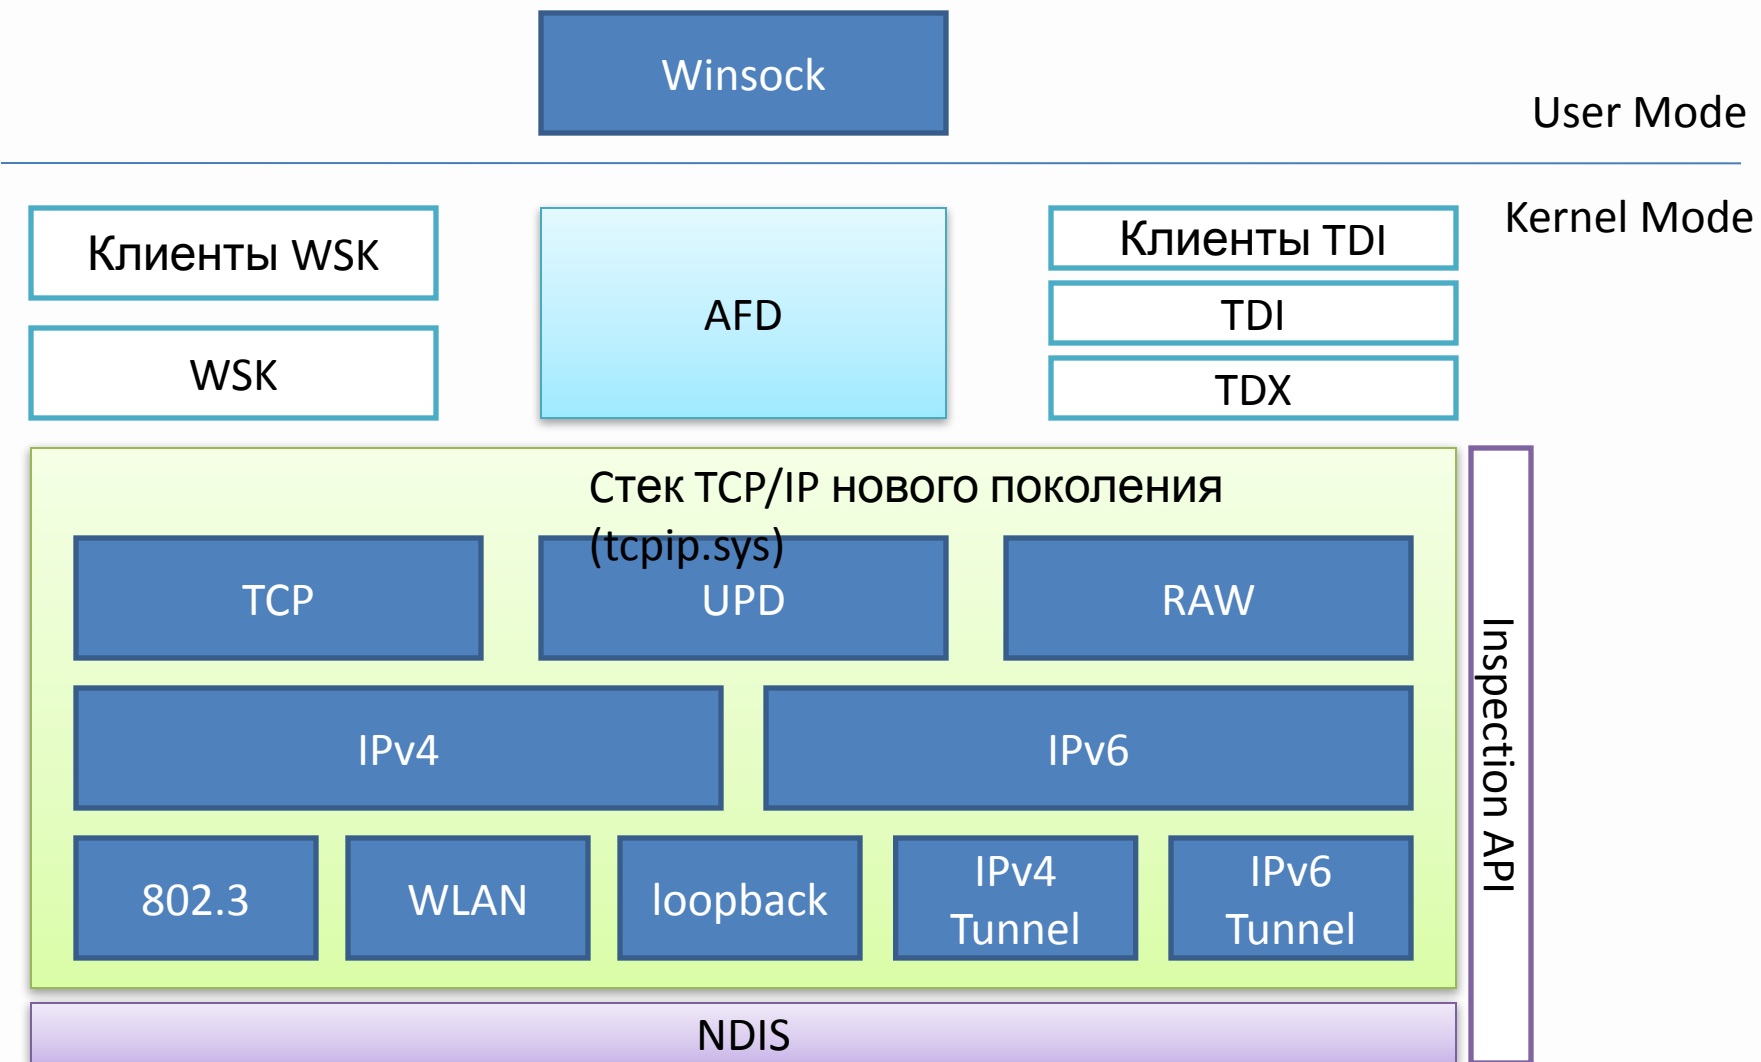 Winsock
User Mode
Kernel Mode
Клиенты WSK
WSK
AFD
Клиенты TDI
TDI
TDX
Стек TCP/IP нового поколения
(tcpip.sys)
TCP
UPD
RAW
IPv4
IPv6
802.3
WLAN
loopback
IPv4
Tunnel
IPv6
Tunnel
Inspection API
NDIS